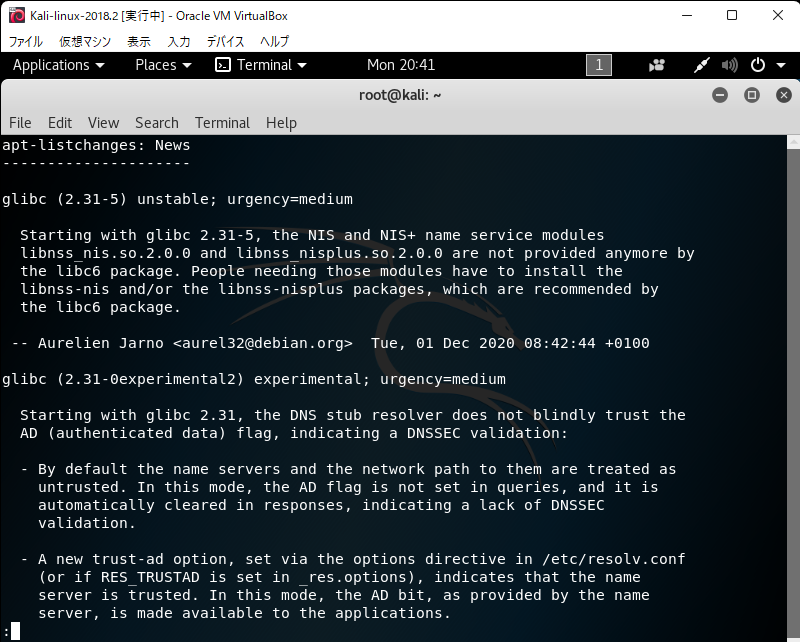 Kali-linux-2018.2 [実行中] - Oracle VM VirtualBox
ファイル 仮想マシン 表示 入力 デバイス ヘルプ
Applications Places Terminal Mon 20:41 1
root@kali: ~
File Edit View Search Terminal Help
apt-listchanges: News
---------------------
glibc (2.31-5) unstable; urgency=medium
Starting with glibc 2.31-5, the NIS and NIS+ name service modules
libnss_nis.so.2.0.0 and libnss_nisplus.so.2.0.0 are not provided anymore by
the libc6 package. People needing those modules have to install the
libnss-nis and/or the libnss-nisplus packages, which are recommended by
the libc6 package.
-- Aurelien Jarno <aurel32@debian.org>  Tue, 01 Dec 2020 08:42:44 +0100
glibc (2.31-0experimental2) experimental; urgency=medium
Starting with glibc 2.31, the DNS stub resolver does not blindly trust the
AD (authenticated data) flag, indicating a DNSSEC validation:
- By default the name servers and the network path to them are treated as
untrusted. In this mode, the AD flag is not set in queries, and it is
automatically cleared in responses, indicating a lack of DNSSEC
validation.
- A new trust-ad option, set via the options directive in /etc/resolv.conf
(or if RES_TRUSTAD is set in _res.options), indicates that the name
server is trusted. In this mode, the AD bit, as provided by the name
server, is made available to the applications.
: